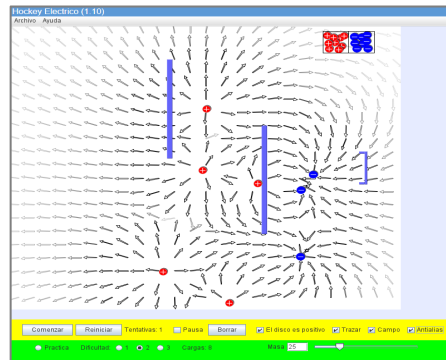 Hockey Electrico (1.10)
Archivo Ayuda
Comenzar Reiniciar Tentativas: 1 Pausa Borrar El disco es positivo Trazar Campo Antialias
Practica Dificultad 1 2 3 Cargas: 8 Masa 25